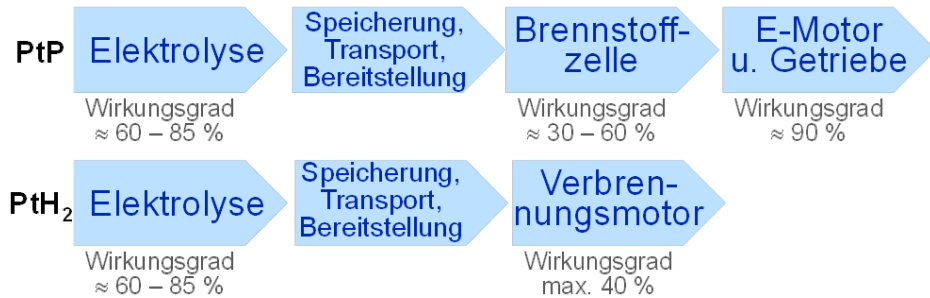 PtP
Elektrolyse
Wirkungsgrad
≈ 60 – 85 %
Speicherung,
Transport,
Bereitstellung
Brennstoff-
zelle
Wirkungsgrad
≈ 30 – 60 %
E-Motor
u. Getriebe
Wirkungsgrad
≈ 90 %
PtH₂
Elektrolyse
Wirkungsgrad
≈ 60 – 85 %
Speicherung,
Transport,
Bereitstellung
Verbren-
nungsmotor
Wirkungsgrad
max. 40 %